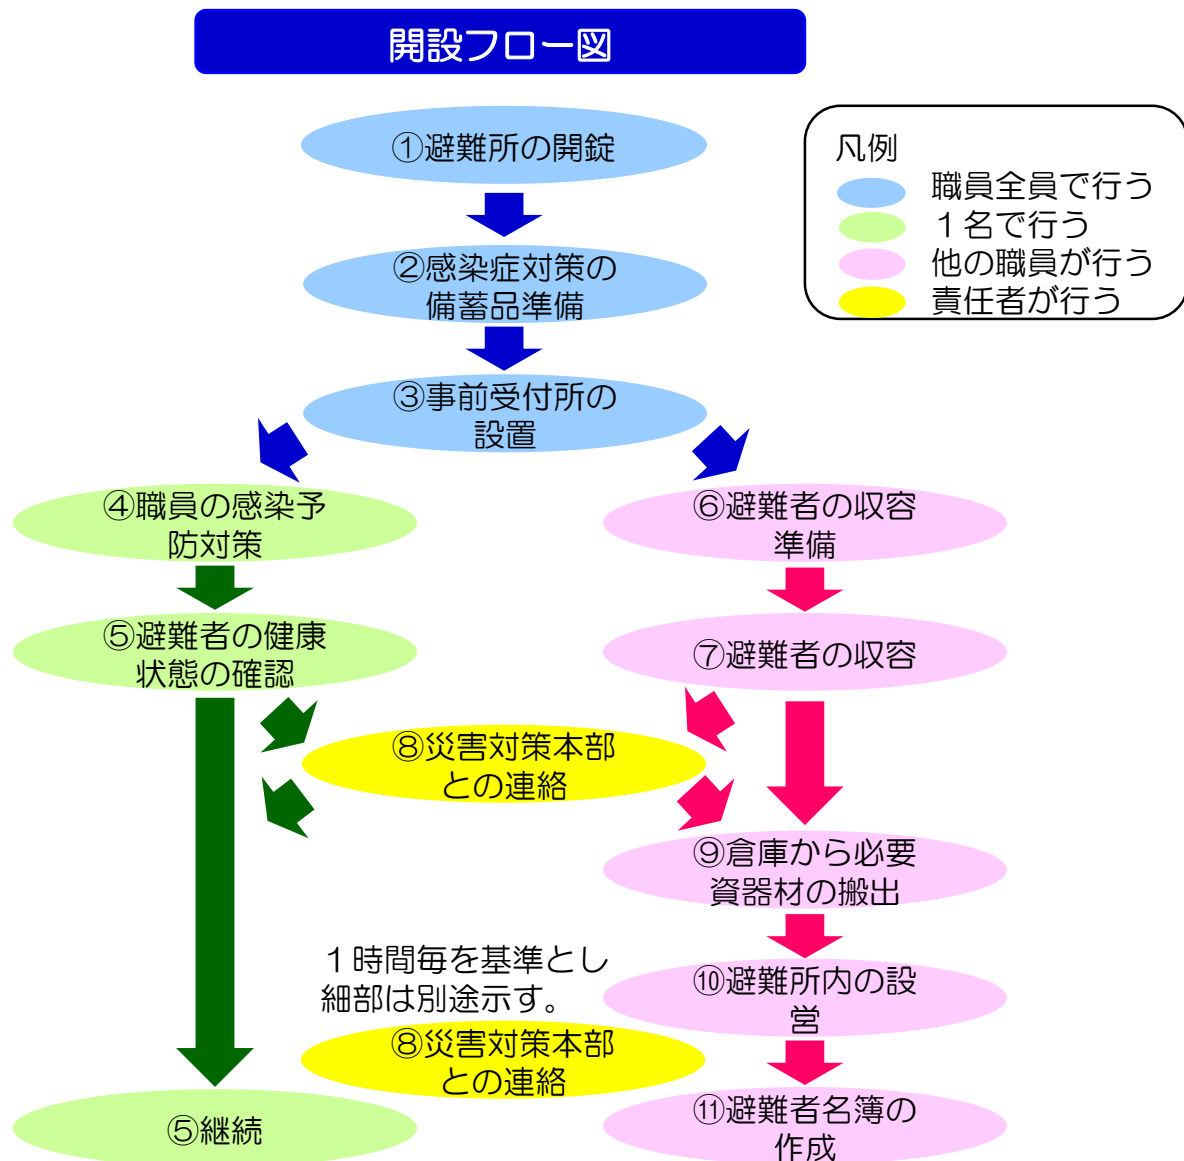 開設フロー図
①避難所の開錠
凡例
職員全員で行う
１名で行う
他の職員が行う
責任者が行う
②感染症対策の
備蓄品準備
③事前受付所の
設置
④職員の感染予
防対策
⑥避難者の収容
準備
⑤避難者の健康
状態の確認
⑦避難者の収容
⑧災害対策本部
との連絡
⑨倉庫から必要
資器材の搬出
１時間毎を基準とし
細部は別途示す。
⑩避難所内の設
営
⑧災害対策本部
との連絡
⑤継続
⑪避難者名簿の
作成